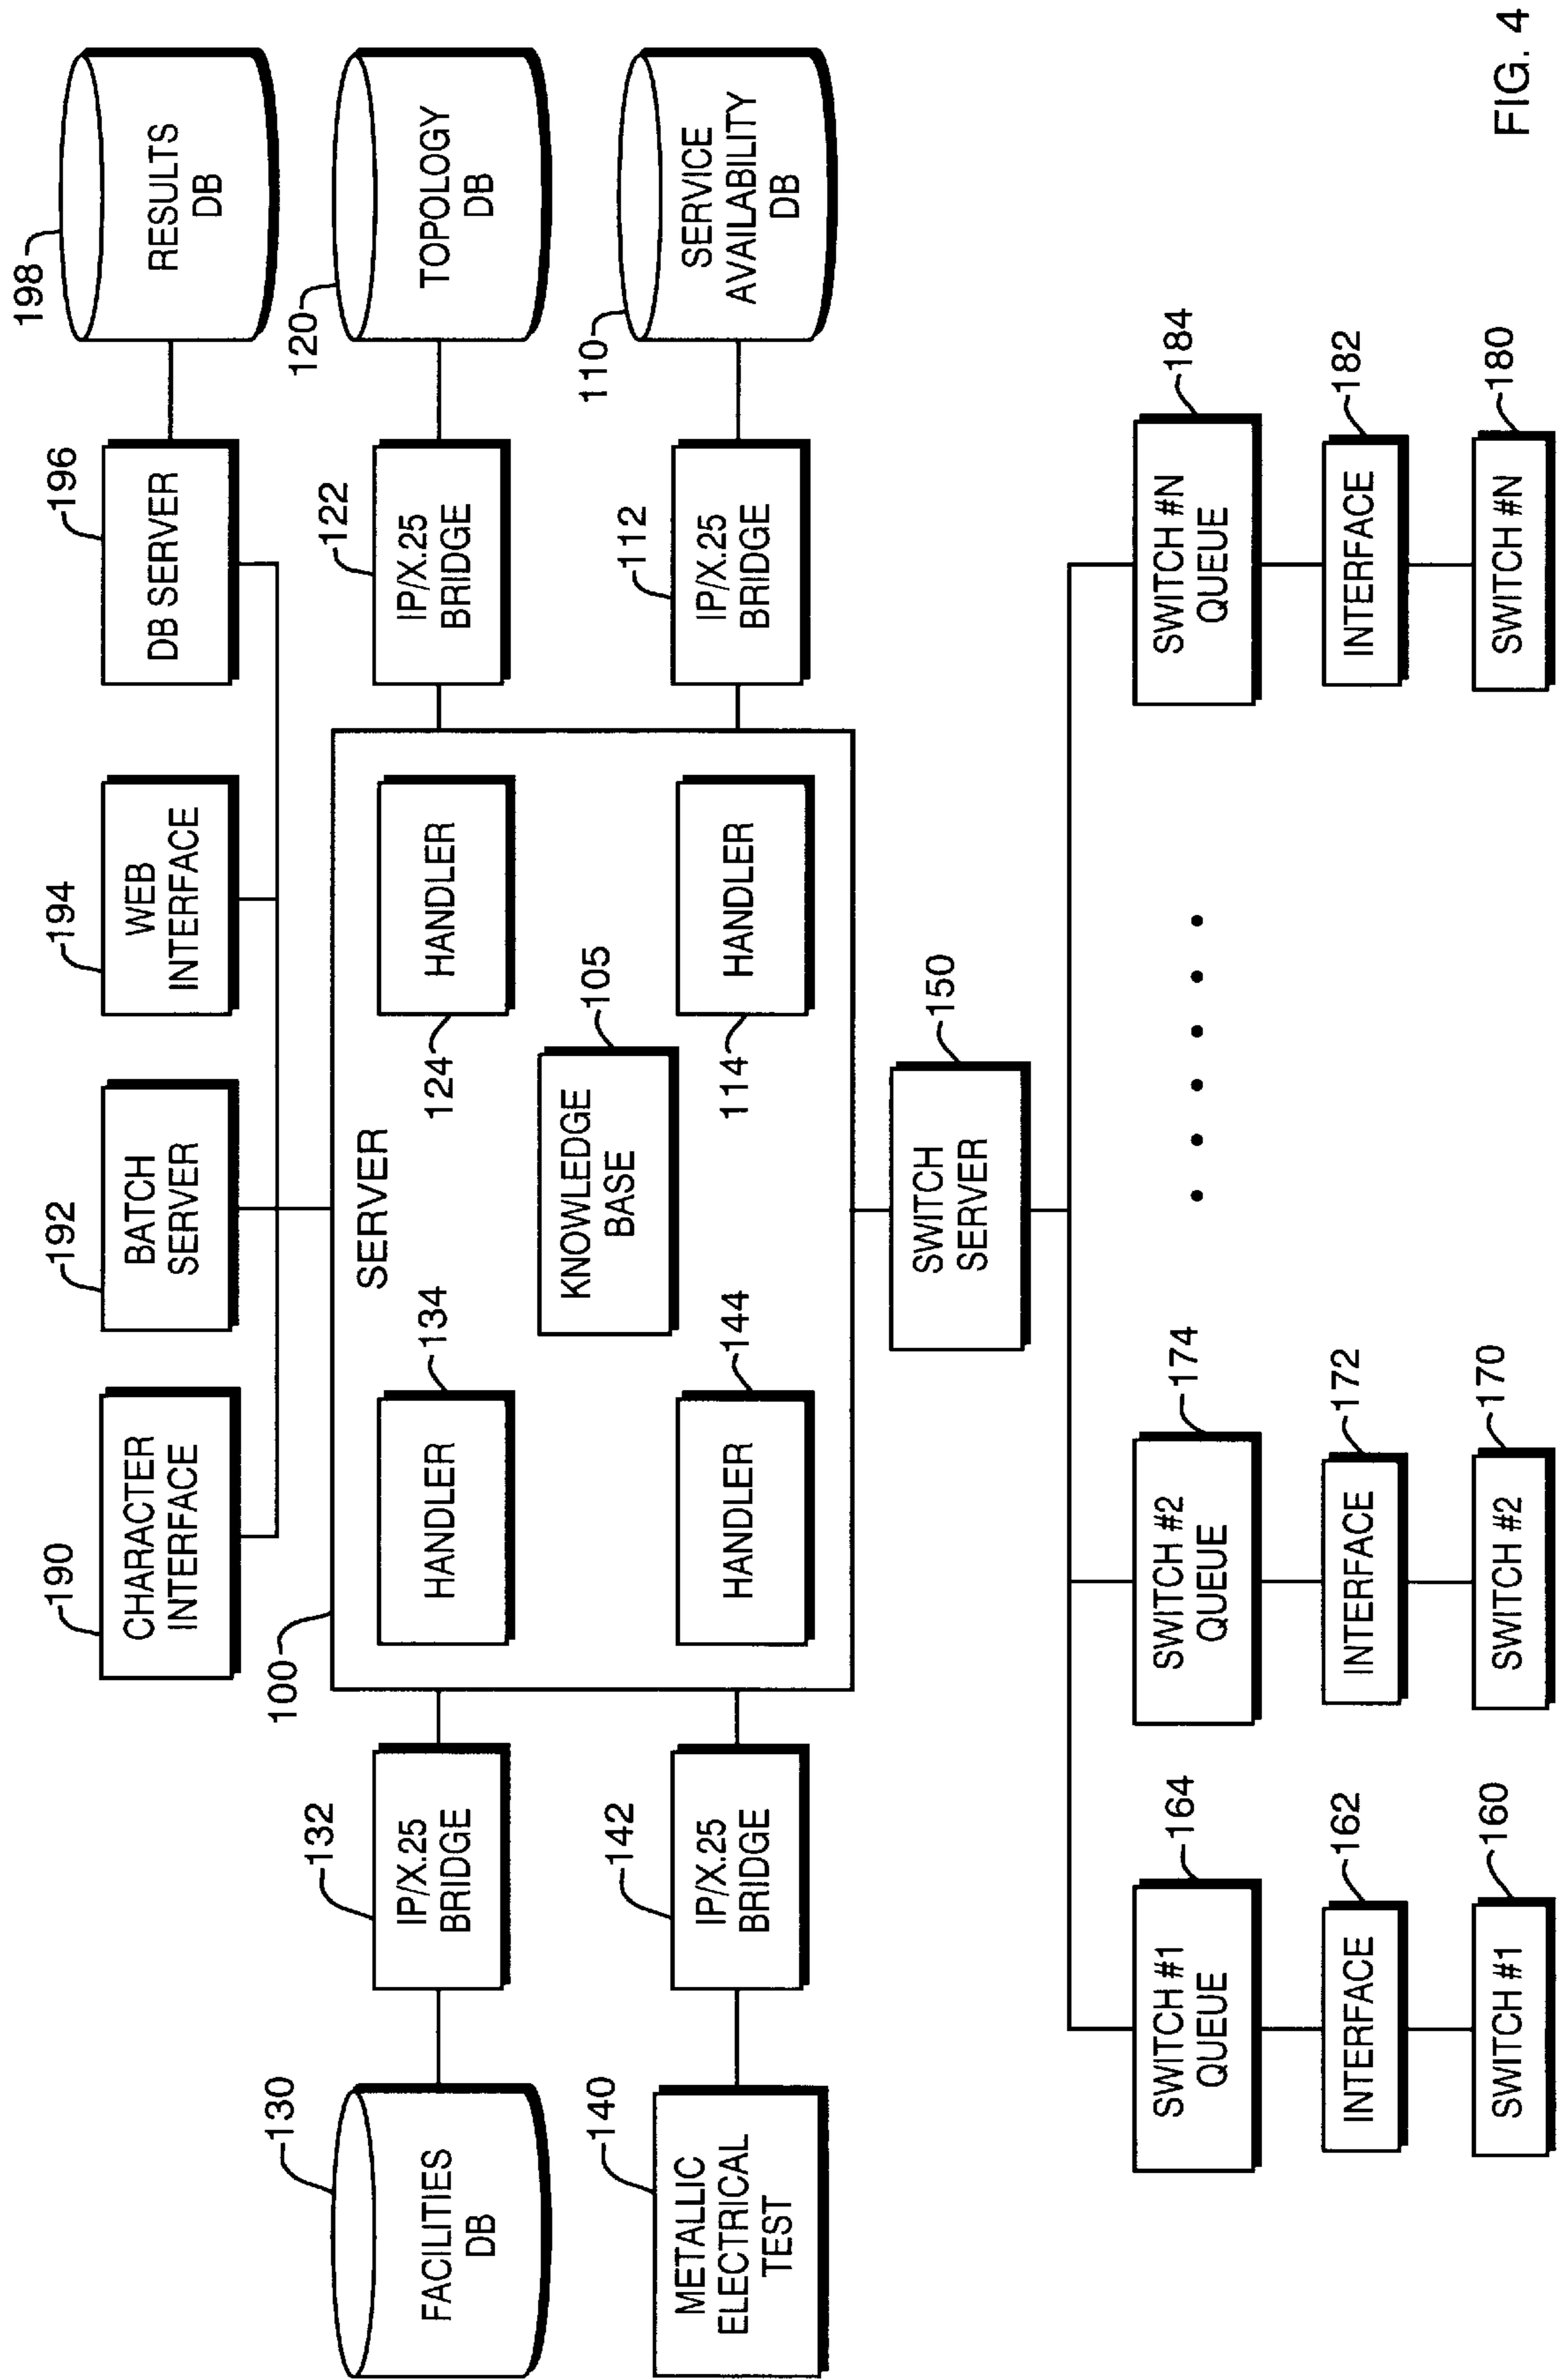 190
CHARACTER
INTERFACE
192
BATCH
SERVER
194
WEB
INTERFACE
196
DB SERVER
198
RESULTS
DB
130
FACILITIES
DB
132
IP/X.25
BRIDGE
100
SERVER
134
HANDLER
124
HANDLER
122
IP/X.25
BRIDGE
120
TOPOLOGY
DB
105
KNOWLEDGE
BASE
140
METALLIC
ELECTRICAL
TEST
142
IP/X.25
BRIDGE
144
HANDLER
114
HANDLER
112
IP/X.25
BRIDGE
110
SERVICE
AVAILABILITY
DB
150
SWITCH
SERVER
164
SWITCH #1
QUEUE
174
SWITCH #2
QUEUE
184
SWITCH #N
QUEUE
162
INTERFACE
172
INTERFACE
182
INTERFACE
160
SWITCH #1
170
SWITCH #2
180
SWITCH #N
FIG. 4